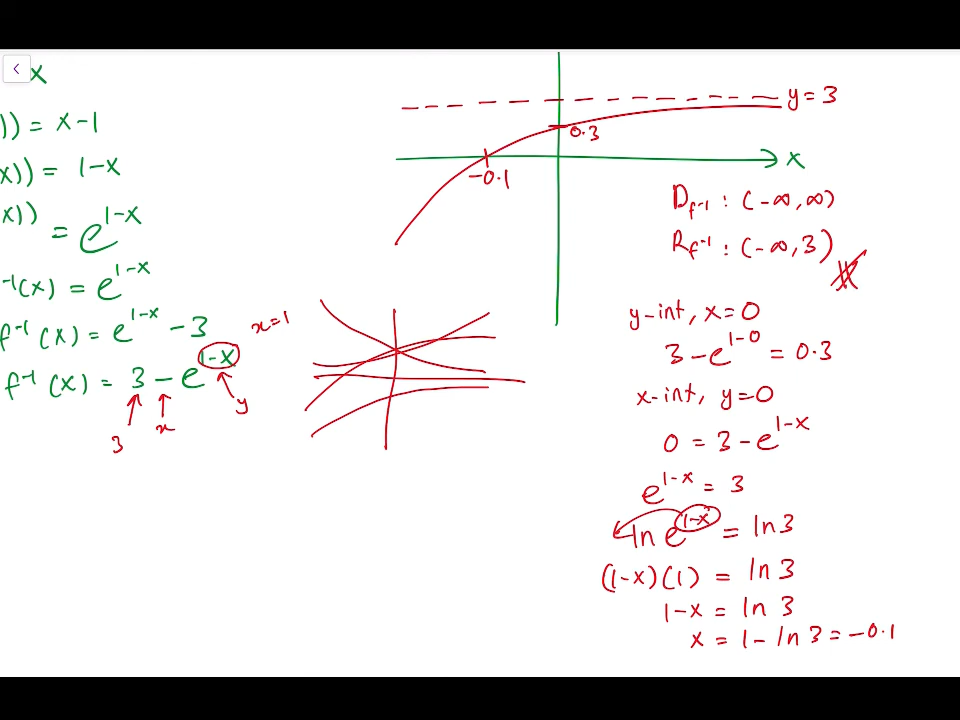 x
)) = x-1
x)) = 1-x
x)) = e^{1-x}
⁻¹(x) = e^{1-x}
f⁻¹(x) = e^{1-x} - 3
x=1
f⁻¹(x) = 3 - e^{1-x}
3
x
y
y=3
0.3
x
-0.1
D_{f⁻¹} : (-∞,∞)
R_{f⁻¹} : (-∞,3)
y-int, x=0
3-e^{1-0} = 0.3
x-int, y=0
0 = 3-e^{1-x}
e^{1-x} = 3
ln e^{1-x} = ln3
(1-x)(1) = ln 3
1-x = ln 3
x = 1- ln 3 = -0.1